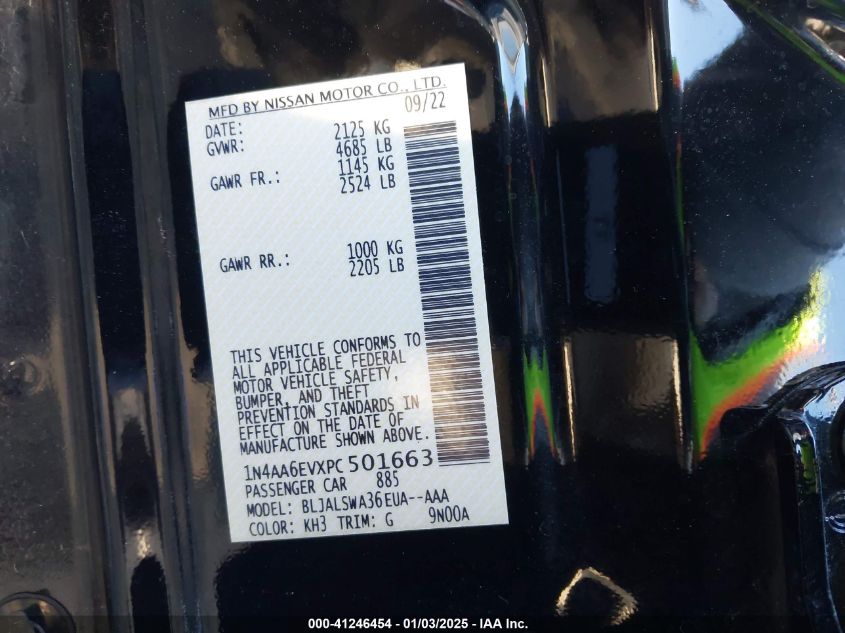 MFD BY NISSAN MOTOR CO., LTD.
DATE: 09/22
GVWR: 2125 KG
4685 LB
GAWR FR.: 1145 KG
2524 LB
GAWR RR.: 1000 KG
2205 LB
THIS VEHICLE CONFORMS TO
ALL APPLICABLE FEDERAL
MOTOR VEHICLE SAFETY,
BUMPER, AND THEFT
PREVENTION STANDARDS IN
EFFECT ON THE DATE OF
MANUFACTURE SHOWN ABOVE.
1N4AA6EVXPC501663
PASSENGER CAR 885
MODEL: BLJALSWA36EUA--AAA
COLOR: KH3 TRIM: G 9N00A
000-41246454 - 01/03/2025 - IAA Inc.